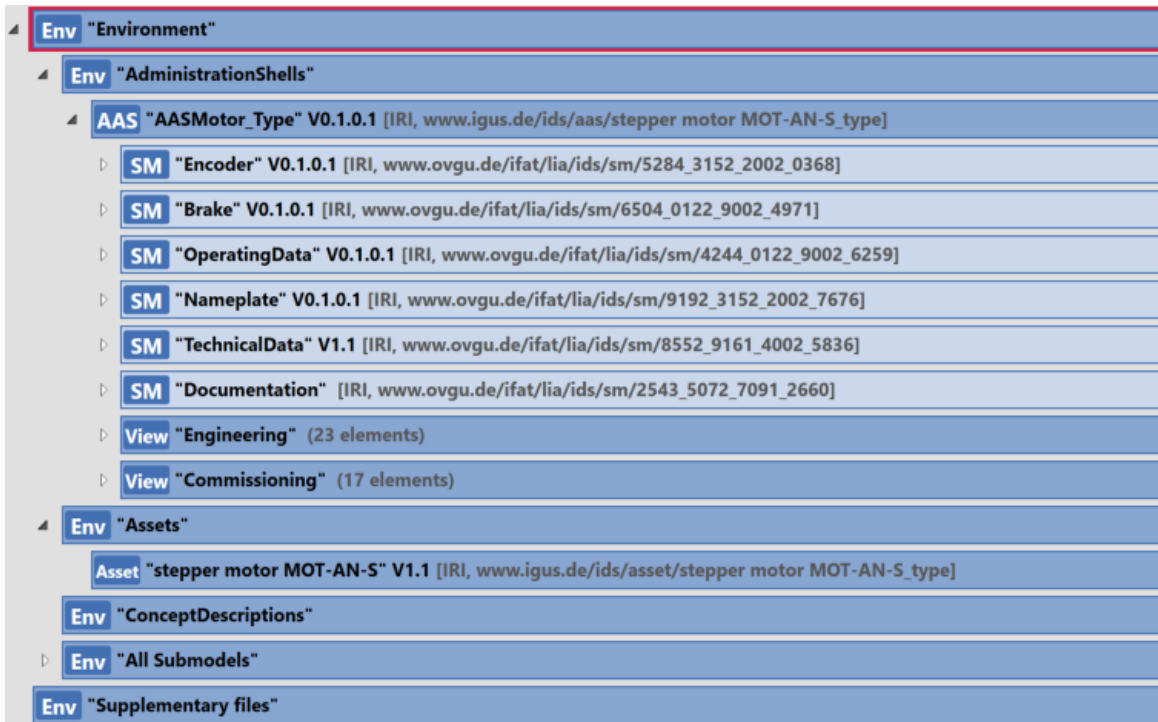 Env "Environment"
Env "AdministrationShells"
AAS "AASMotor_Type" V0.1.0.1 [IRI, www.igus.de/ids/aas/stepper motor MOT-AN-S_type]
SM "Encoder" V0.1.0.1 [IRI, www.ovgu.de/ifat/lia/ids/sm/5284_3152_2002_0368]
SM "Brake" V0.1.0.1 [IRI, www.ovgu.de/ifat/lia/ids/sm/6504_0122_9002_4971]
SM "OperatingData" V0.1.0.1 [IRI, www.ovgu.de/ifat/lia/ids/sm/4244_0122_9002_6259]
SM "Nameplate" V0.1.0.1 [IRI, www.ovgu.de/ifat/lia/ids/sm/9192_3152_2002_7676]
SM "TechnicalData" V1.1 [IRI, www.ovgu.de/ifat/lia/ids/sm/8552_9161_4002_5836]
SM "Documentation" [IRI, www.ovgu.de/ifat/lia/ids/sm/2543_5072_7091_2660]
View "Engineering" (23 elements)
View "Commissioning" (17 elements)
Env "Assets"
Asset "stepper motor MOT-AN-S" V1.1 [IRI, www.igus.de/ids/asset/stepper motor MOT-AN-S_type]
Env "ConceptDescriptions"
Env "All Submodels"
Env "Supplementary files"